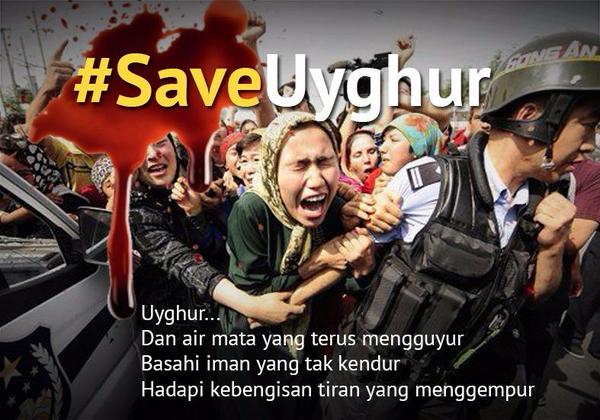 #SaveUyghur
GONG AN
Uyghur...
Dan air mata yang terus mengguyur
Basahi iman yang tak kendur
Hadapi kebengisan tiran yang menggempur